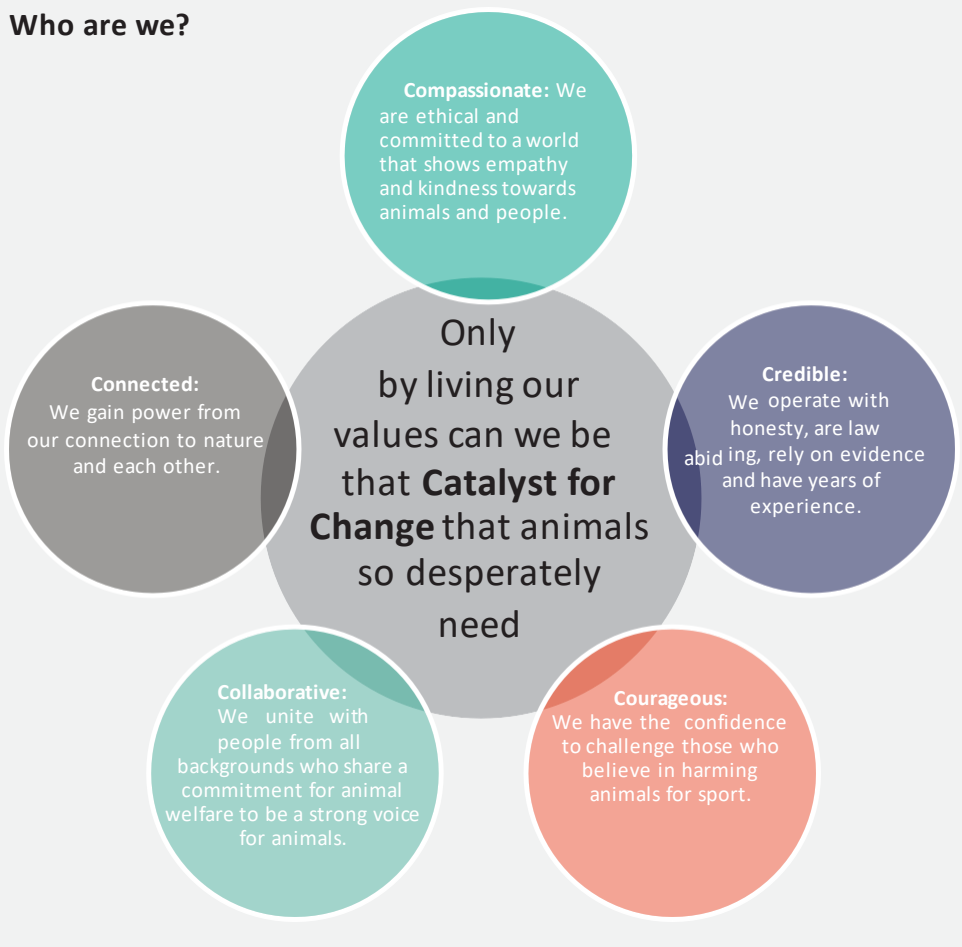 Who are we?
Compassionate: We
are ethical and
committed to a world
that shows empathy
and kindness towards
animals and people.
Connected:
We gain power from
our connection to nature
and each other.
Only
by living our
values can we be
that Catalyst for
Change that animals
so desperately
need
Credible:
We operate with
honesty, are law
abid ing, rely on evidence
and have years of
experience.
Collaborative:
We unite with
people from all
backgrounds who share a
commitment for animal
welfare to be a strong voice
for animals.
Courageous:
We have the confidence
to challenge those who
believe in harming
animals for sport.